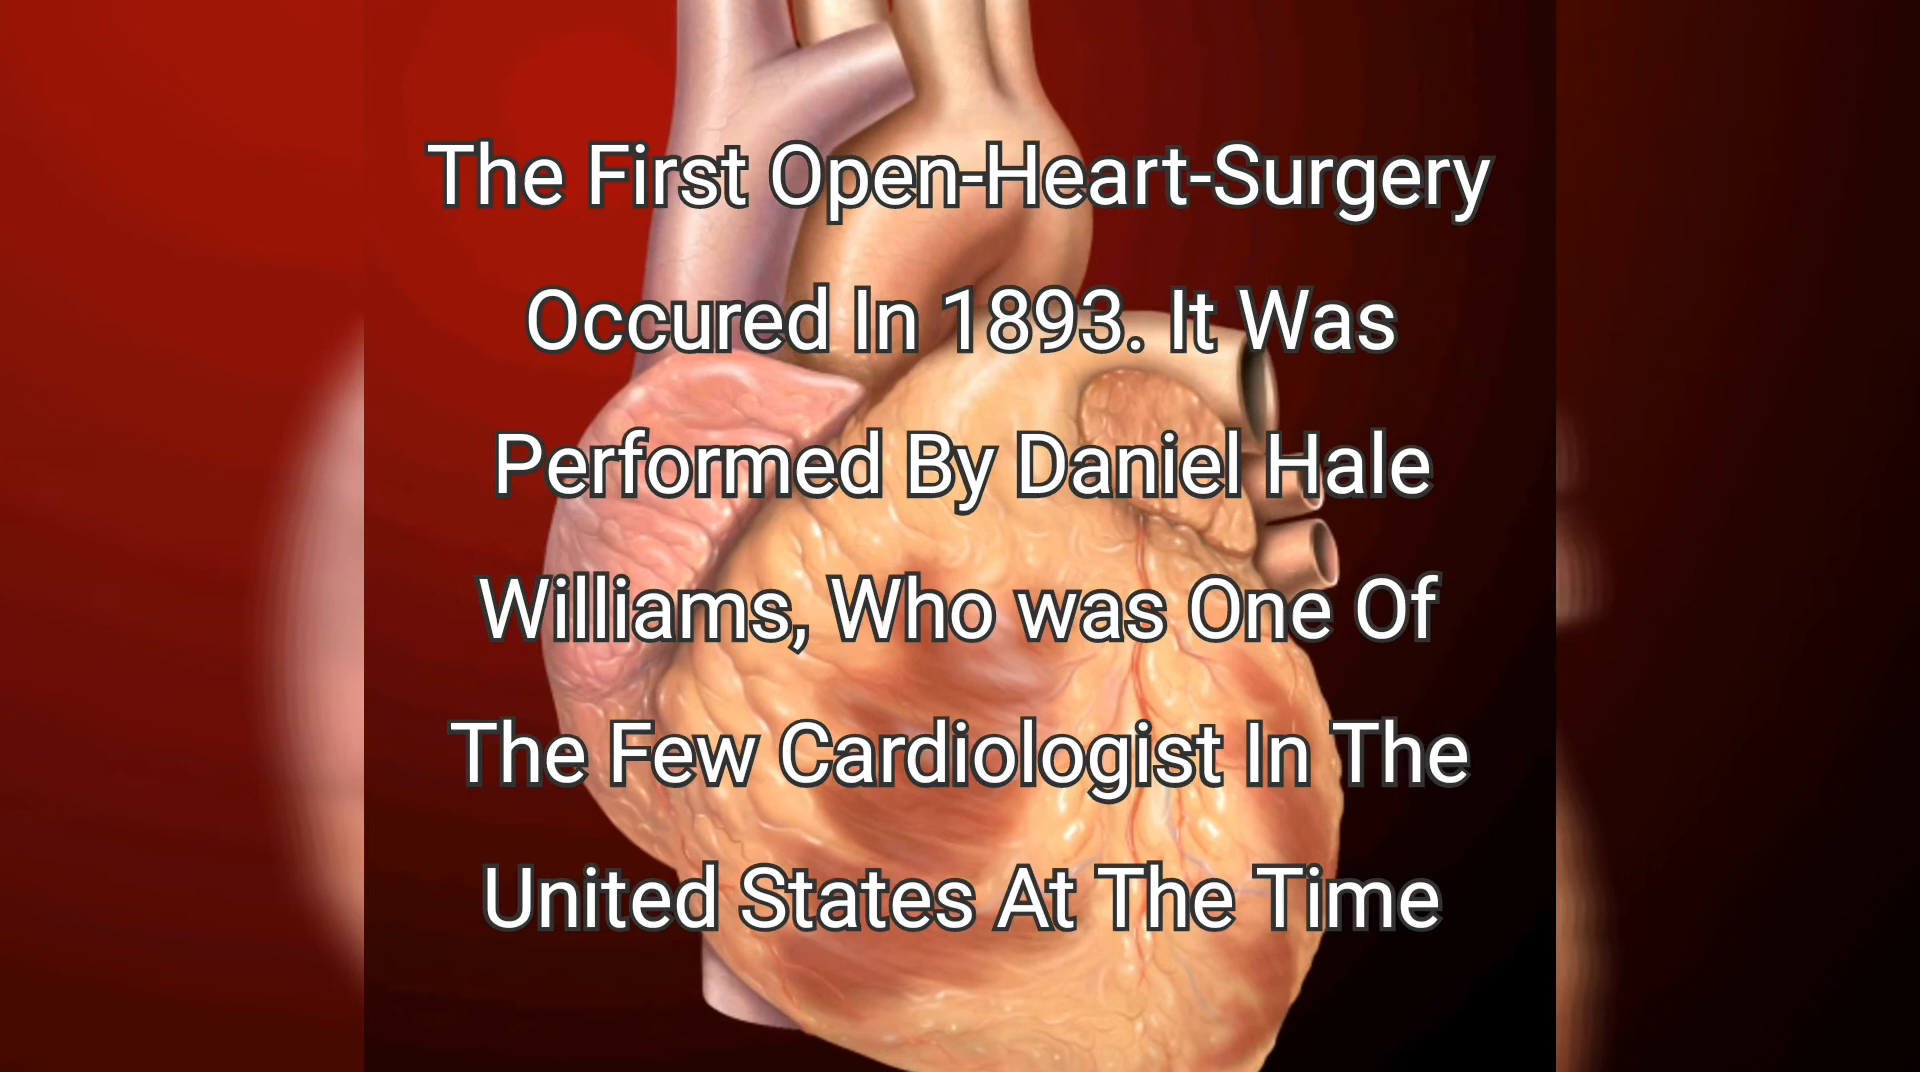 The First Open-Heart-Surgery
Occured In 1893. It Was
Performed By Daniel Hale
Williams, Who was One Of
The Few Cardiologist In The
United States At The Time